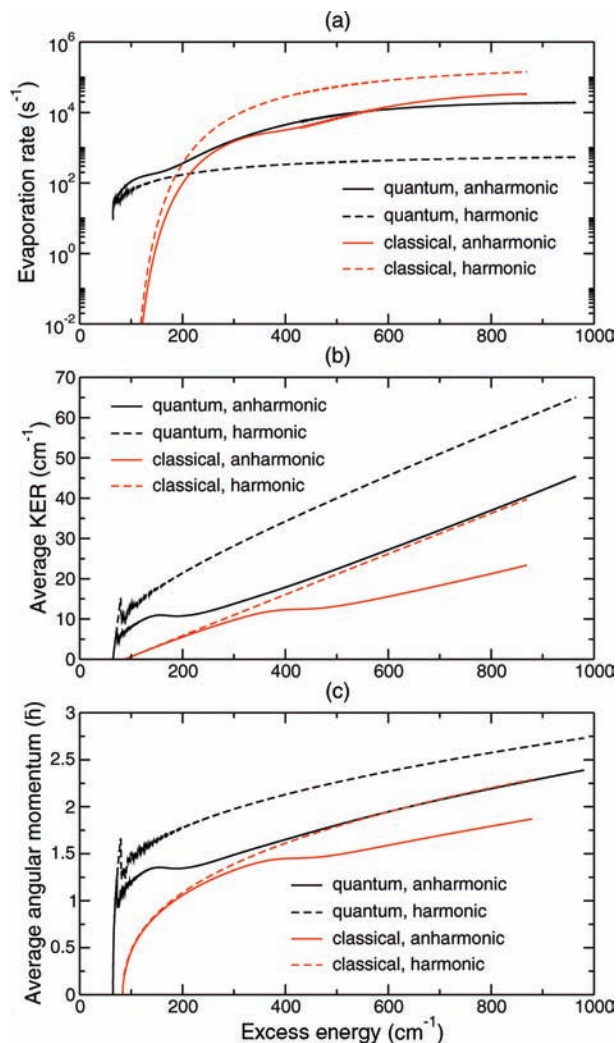 (a)
10^6
10^4
10^2
10^0
10^-2
Evaporation rate (s^-1)
quantum, anharmonic
quantum, harmonic
classical, anharmonic
classical, harmonic
0 200 400 600 800 1000
(b)
70
60
50
40
30
20
10
0
Average KER (cm^-1)
quantum, anharmonic
quantum, harmonic
classical, anharmonic
classical, harmonic
0 200 400 600 800 1000
(c)
3
2.5
2
1.5
1
0.5
0
Average angular momentum (ħ)
quantum, anharmonic
quantum, harmonic
classical, anharmonic
classical, harmonic
0 200 400 600 800 1000
Excess energy (cm^-1)